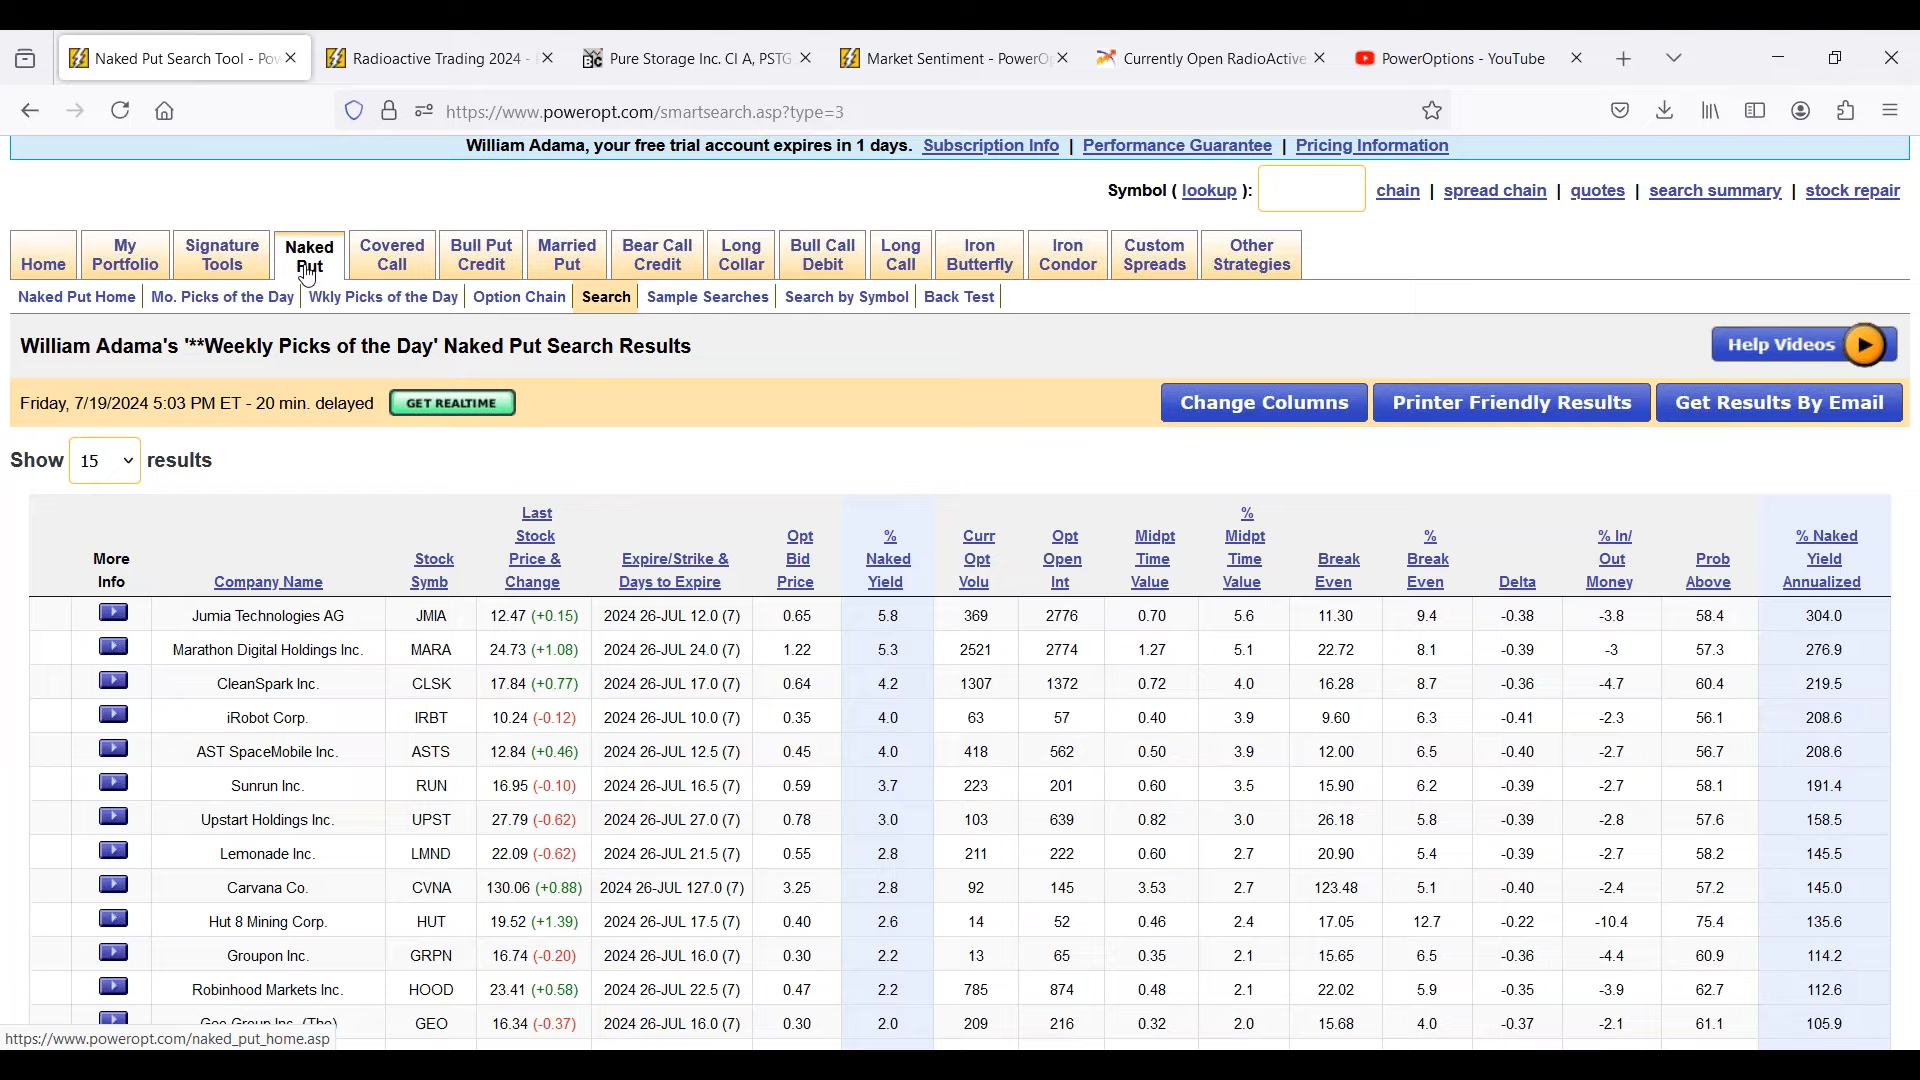 Naked Put Search Tool - Pow
Radioactive Trading 2024 -
Pure Storage Inc. Cl A, PSTG
Market Sentiment - PowerO
Currently Open RadioActive
PowerOptions - YouTube
https://www.poweropt.com/smartsearch.asp?type=3
William Adama, your free trial account expires in 1 days. Subscription Info | Performance Guarantee | Pricing Information
Symbol ( lookup ): chain | spread chain | quotes | search summary | stock repair
Home
My Portfolio
Signature Tools
Naked Put
Covered Call
Bull Put Credit
Married Put
Bear Call Credit
Long Collar
Bull Call Debit
Long Call
Iron Butterfly
Iron Condor
Custom Spreads
Other Strategies
Naked Put Home | Mo. Picks of the Day | Wkly Picks of the Day | Option Chain | Search | Sample Searches | Search by Symbol | Back Test |
William Adama's '**Weekly Picks of the Day' Naked Put Search Results
Help Videos
Friday, 7/19/2024 5:03 PM ET - 20 min. delayed GET REALTIME
Change Columns Printer Friendly Results Get Results By Email
Show 15 results
More Info Company Name Stock Symb Last Stock Price & Change Expire/Strike & Days to Expire Opt Bid Price % Naked Yield Curr Opt Volu Opt Open Int Midpt Time Value % Midpt Time Value Break Even % Break Even Delta % In/ Out Money Prob Above % Naked Yield Annualized
Jumia Technologies AG JMIA 12.47 (+0.15) 2024 26-JUL 12.0 (7) 0.65 5.8 369 2776 0.70 5.6 11.30 9.4 -0.38 -3.8 58.4 304.0
Marathon Digital Holdings Inc. MARA 24.73 (+1.08) 2024 26-JUL 24.0 (7) 1.22 5.3 2521 2774 1.27 5.1 22.72 8.1 -0.39 -3 57.3 276.9
CleanSpark Inc. CLSK 17.84 (+0.77) 2024 26-JUL 17.0 (7) 0.64 4.2 1307 1372 0.72 4.0 16.28 8.7 -0.36 -4.7 60.4 219.5
iRobot Corp. IRBT 10.24 (-0.12) 2024 26-JUL 10.0 (7) 0.35 4.0 63 57 0.40 3.9 9.60 6.3 -0.41 -2.3 56.1 208.6
AST SpaceMobile Inc. ASTS 12.84 (+0.46) 2024 26-JUL 12.5 (7) 0.45 4.0 418 562 0.50 3.9 12.00 6.5 -0.40 -2.7 56.7 208.6
Sunrun Inc. RUN 16.95 (-0.10) 2024 26-JUL 16.5 (7) 0.59 3.7 223 201 0.60 3.5 15.90 6.2 -0.39 -2.7 58.1 191.4
Upstart Holdings Inc. UPST 27.79 (-0.62) 2024 26-JUL 27.0 (7) 0.78 3.0 103 639 0.82 3.0 26.18 5.8 -0.39 -2.8 57.6 158.5
Lemonade Inc. LMND 22.09 (-0.62) 2024 26-JUL 21.5 (7) 0.55 2.8 211 222 0.60 2.7 20.90 5.4 -0.39 -2.7 58.2 145.5
Carvana Co. CVNA 130.06 (+0.88) 2024 26-JUL 127.0 (7) 3.25 2.8 92 145 3.53 2.7 123.48 5.1 -0.40 -2.4 57.2 145.0
Hut 8 Mining Corp. HUT 19.52 (+1.39) 2024 26-JUL 17.5 (7) 0.40 2.6 14 52 0.46 2.4 17.05 12.7 -0.22 -10.4 75.4 135.6
Groupon Inc. GRPN 16.74 (-0.20) 2024 26-JUL 16.0 (7) 0.30 2.2 13 65 0.35 2.1 15.65 6.5 -0.36 -4.4 60.9 114.2
Robinhood Markets Inc. HOOD 23.41 (+0.58) 2024 26-JUL 22.5 (7) 0.47 2.2 785 874 0.48 2.1 22.02 5.9 -0.35 -3.9 62.7 112.6
Geo Group Inc. (The) GEO 16.34 (-0.37) 2024 26-JUL 16.0 (7) 0.30 2.0 209 216 0.32 2.0 15.68 4.0 -0.37 -2.1 61.1 105.9
https://www.poweropt.com/naked_put_home.asp